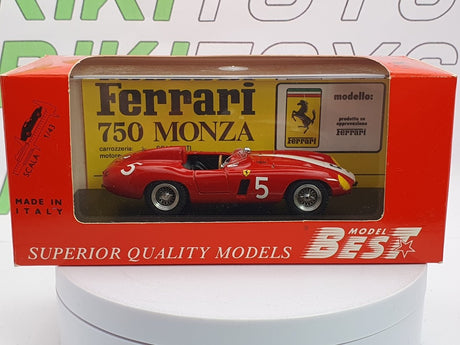 RIKITOYS
Ferrari
750 MONZA
carrozzeria:
motore
modello:
prodotto su
approvazione
Ferrari
SCALA 1:43
5
5
MADE IN
ITALY
SUPERIOR QUALITY MODELS
MODEL
BEST